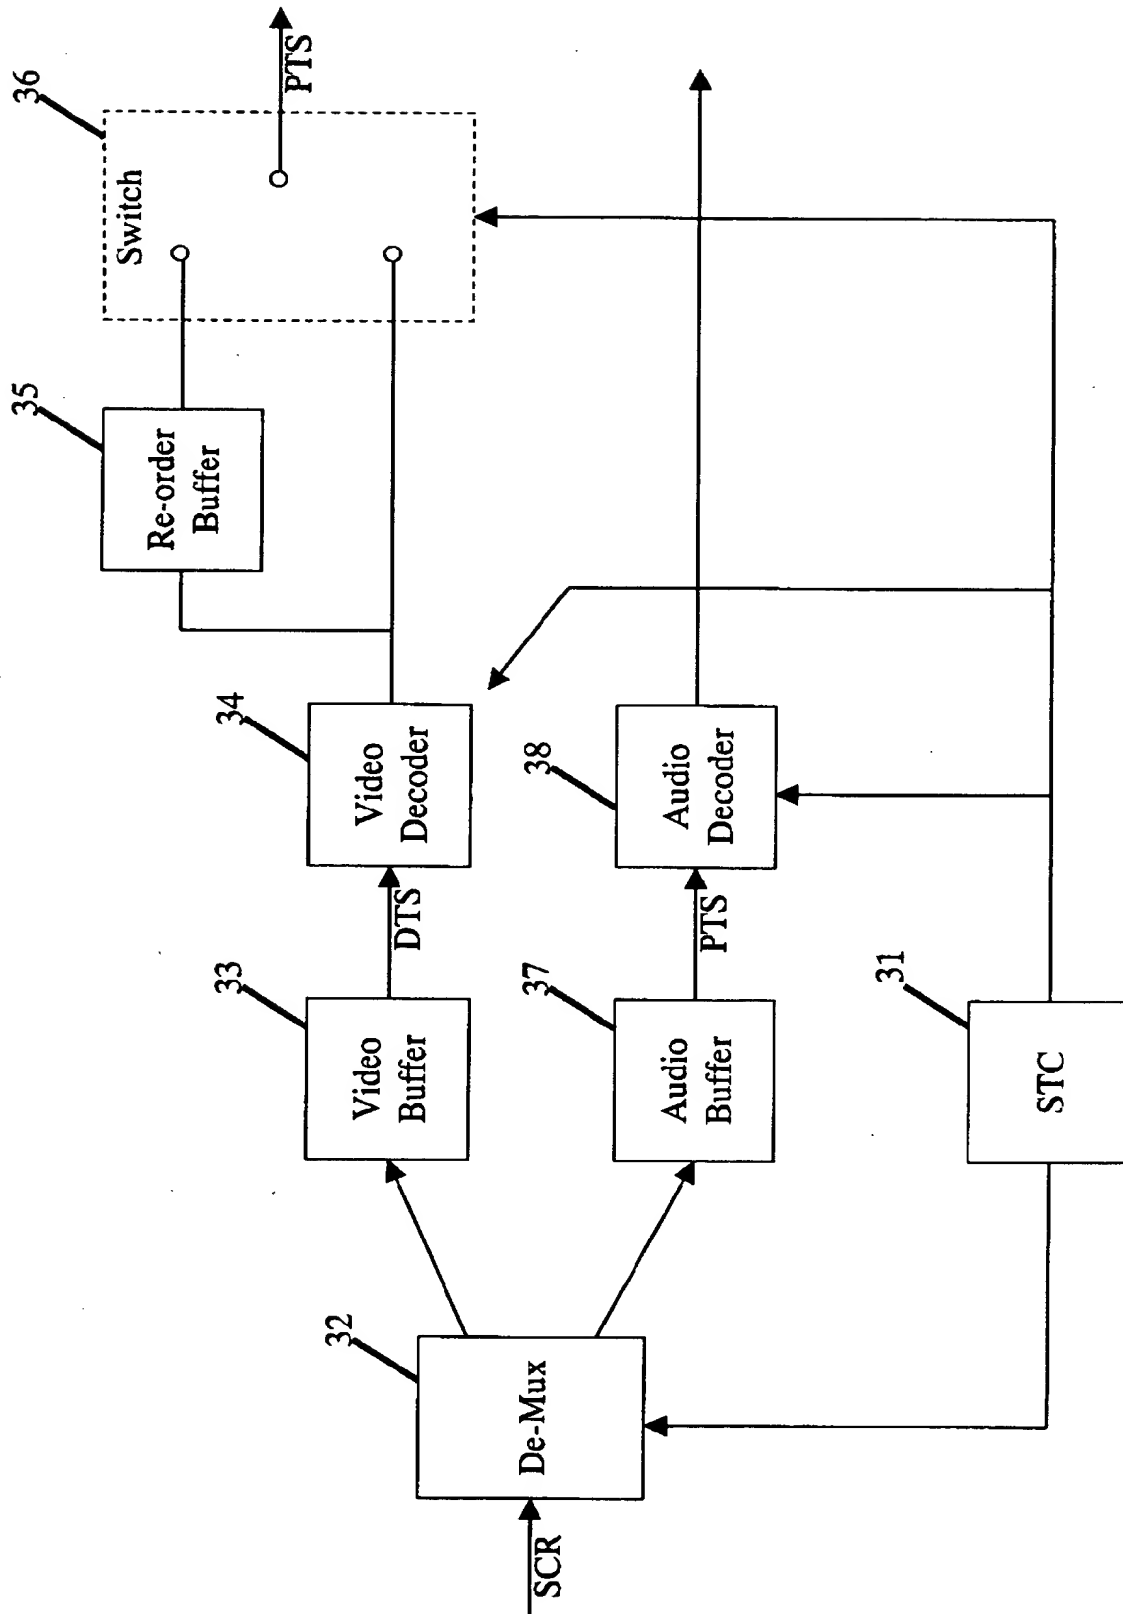 SCR
32
De-Mux
33
Video
Buffer
DTS
34
Video
Decoder
35
Re-order
Buffer
36
Switch
PTS
37
Audio
Buffer
PTS
38
Audio
Decoder
31
STC